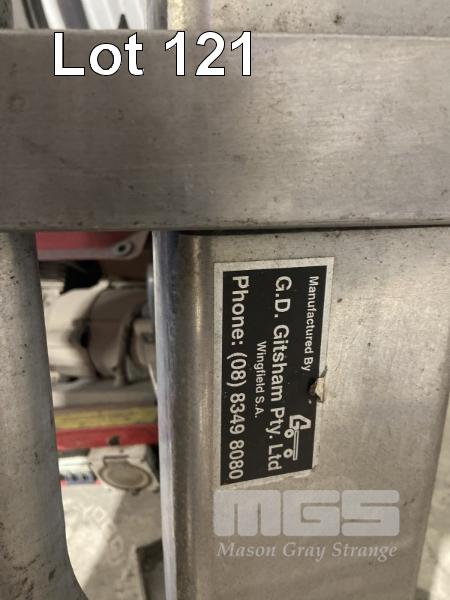 Lot 121
Manufactured By
G.D. Gitsham Pty. Ltd
Wingfield S.A.
Phone: (08) 8349 8080
MGS
Mason Gray Strange